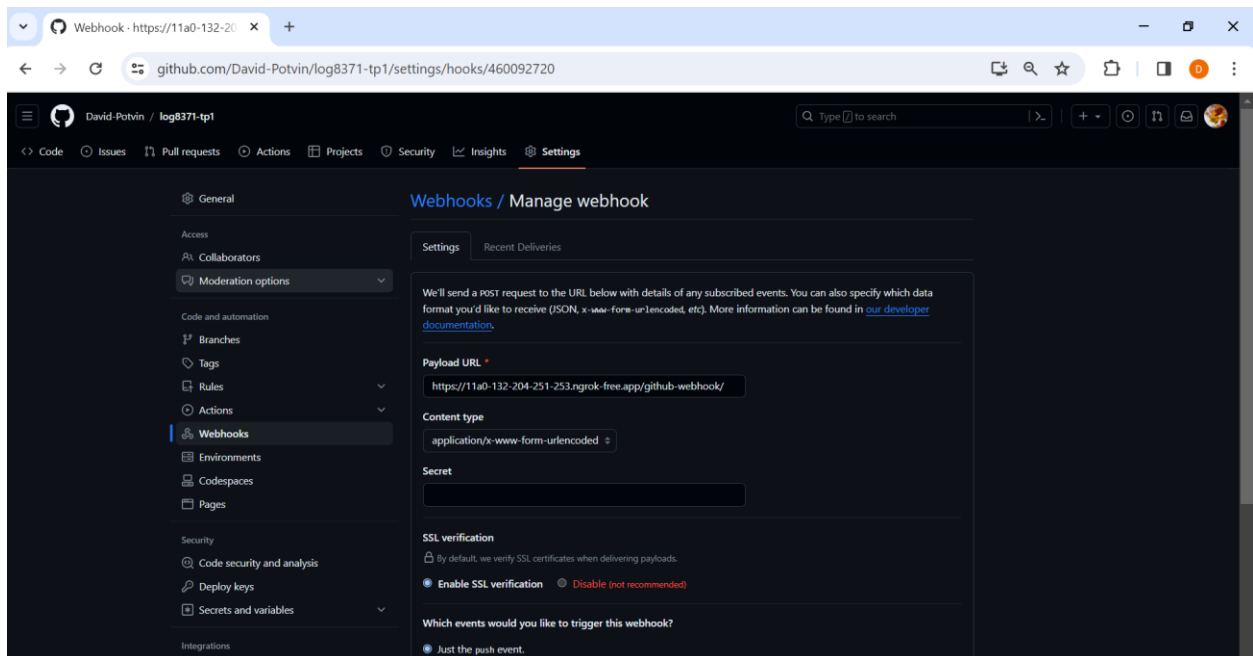 Webhook · https://11a0-132-20
github.com/David-Potvin/log8371-tp1/settings/hooks/460092720
D
David-Potvin / log8371-tp1
Type / to search
Code Issues Pull requests Actions Projects Security Insights Settings
General
Access
Collaborators
Moderation options
Code and automation
Branches
Tags
Rules
Actions
Webhooks
Environments
Codespaces
Pages
Security
Code security and analysis
Deploy keys
Secrets and variables
Integrations
Webhooks / Manage webhook
Settings Recent Deliveries
We'll send a POST request to the URL below with details of any subscribed events. You can also specify which data
format you'd like to receive (JSON, x-www-form-urlencoded, etc). More information can be found in our developer
documentation.
Payload URL *
https://11a0-132-204-251-253.ngrok-free.app/github-webhook/
Content type
application/x-www-form-urlencoded
Secret
SSL verification
By default, we verify SSL certificates when delivering payloads.
Enable SSL verification Disable (not recommended)
Which events would you like to trigger this webhook?
Just the push event.